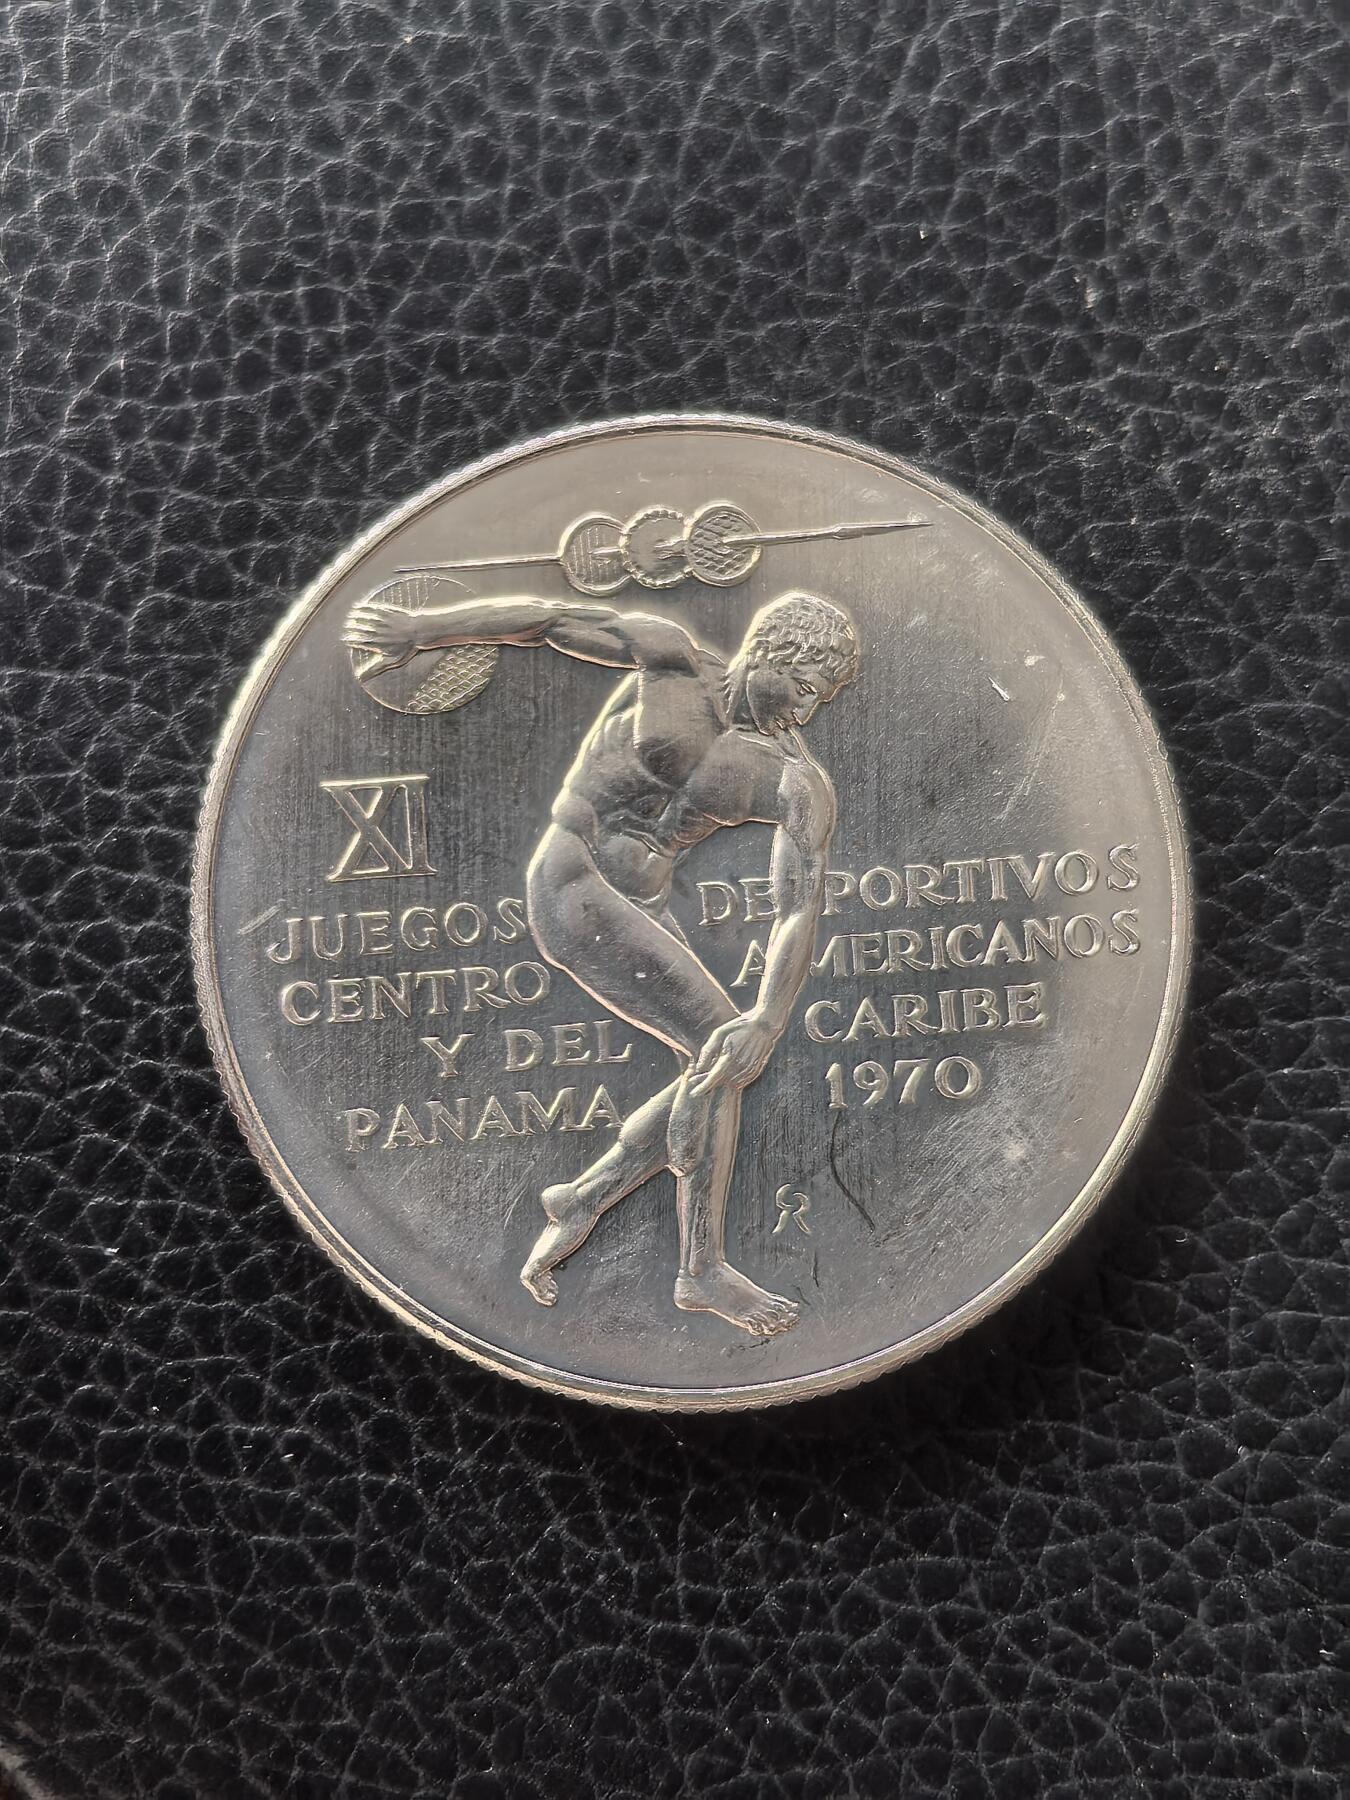 XI
JUEGOS DEPORTIVOS
CENTRO AMERICANOS
Y DEL CARIBE
PANAMA 1970